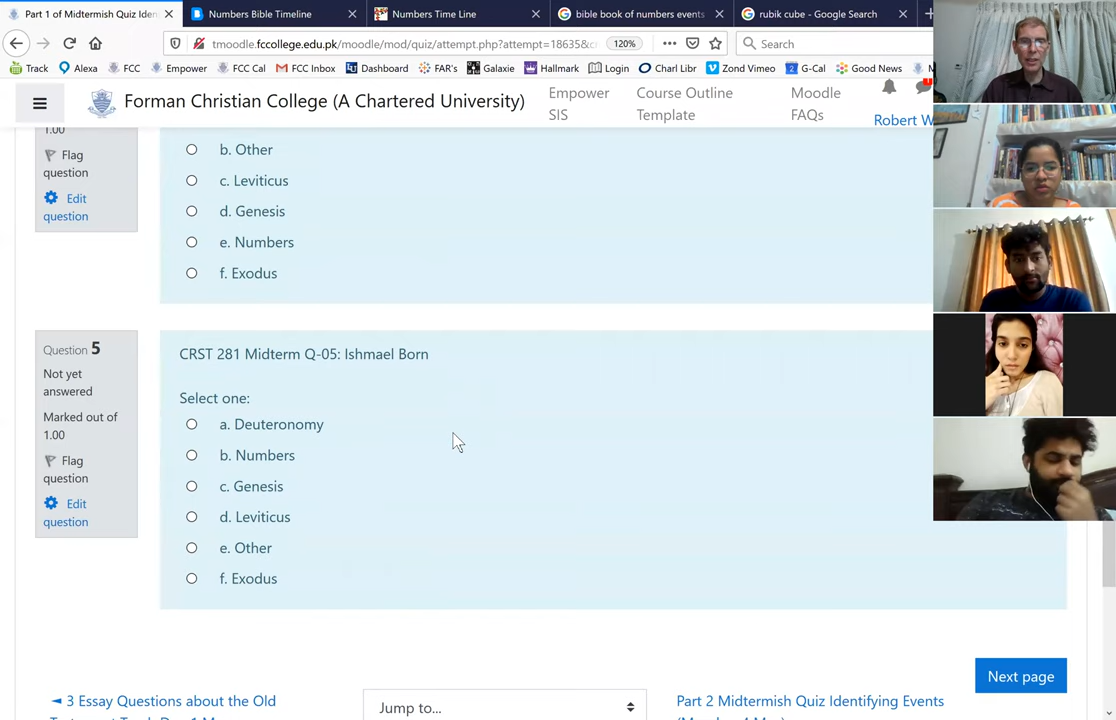 Part 1 of Midtermish Quiz Iden
Numbers Bible Timeline
Numbers Time Line
bible book of numbers events
rubik cube - Google Search
tmoodle.fccollege.edu.pk/moodle/mod/quiz/attempt.php?attempt=18635&c
120%
Search
Track
Alexa
FCC
Empower
FCC Cal
FCC Inbox
Dashboard
FAR's
Galaxie
Hallmark
Login
Charl Libr
Zond Vimeo
G-Cal
Good News
Forman Christian College (A Chartered University)
Empower
SIS
Course Outline
Template
Moodle
FAQs
Robert W
1.00
Flag
question
Edit
question
b. Other
c. Leviticus
d. Genesis
e. Numbers
f. Exodus
Question 5
Not yet
answered
Marked out of
1.00
Flag
question
Edit
question
CRST 281 Midterm Q-05: Ishmael Born
Select one:
a. Deuteronomy
b. Numbers
c. Genesis
d. Leviticus
e. Other
f. Exodus
Next page
◄ 3 Essay Questions about the Old
Jump to...
Part 2 Midtermish Quiz Identifying Events